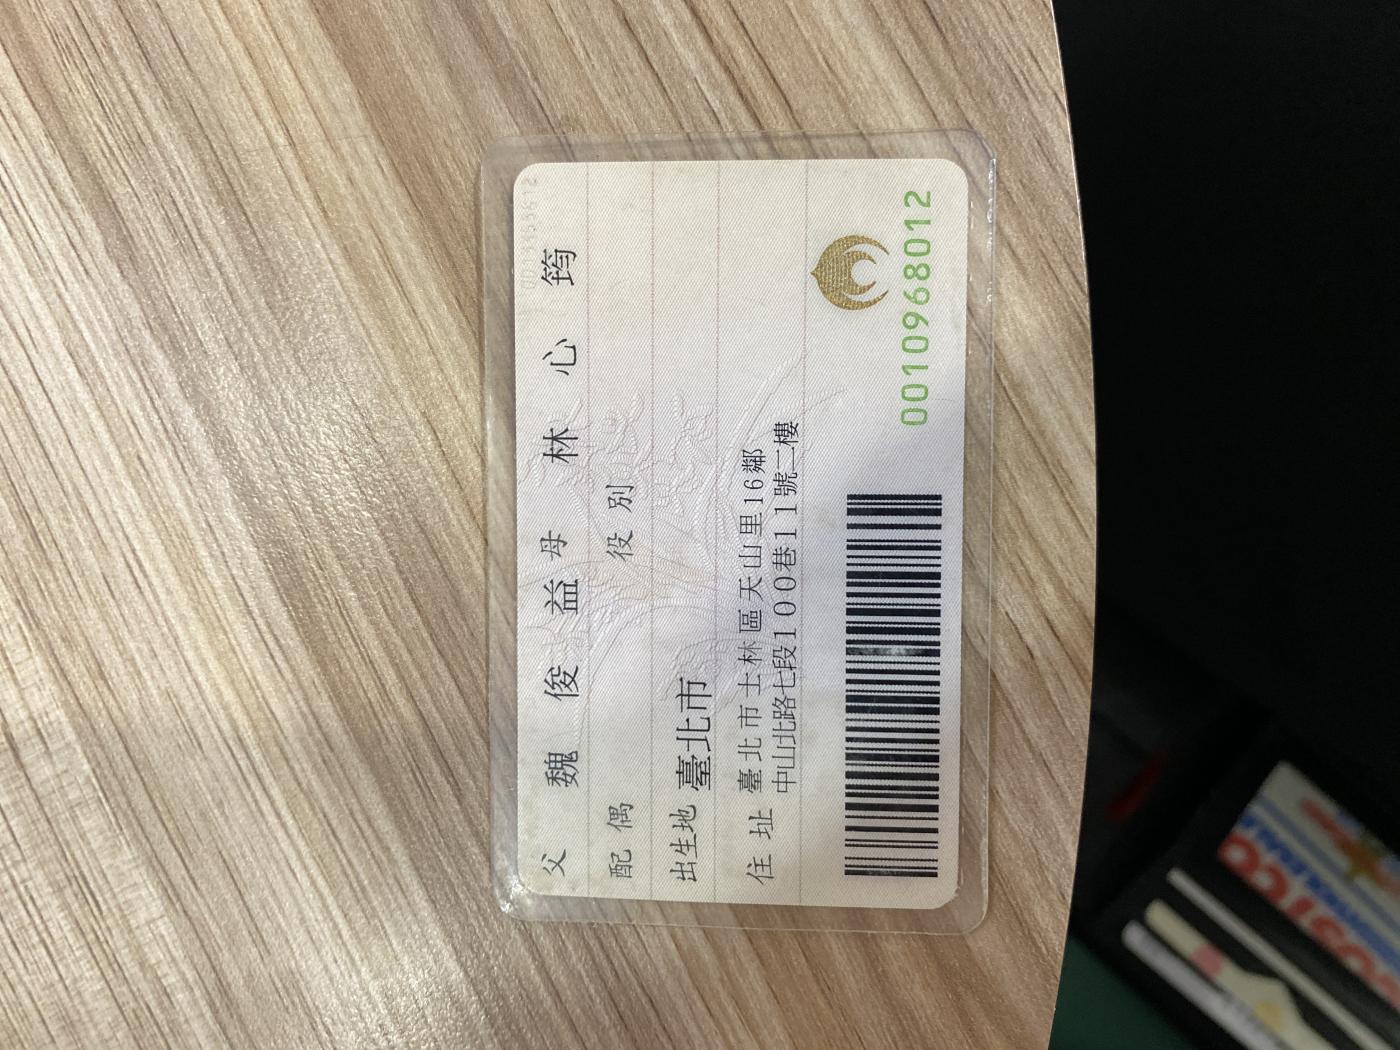 父 魏 俊 益 母 林 心 筠
配 偶 役 別
出生地 臺北市
住 址 臺北市士林區天山里16鄰
中山北路七段100巷11號二樓
0010968012
COSTCO